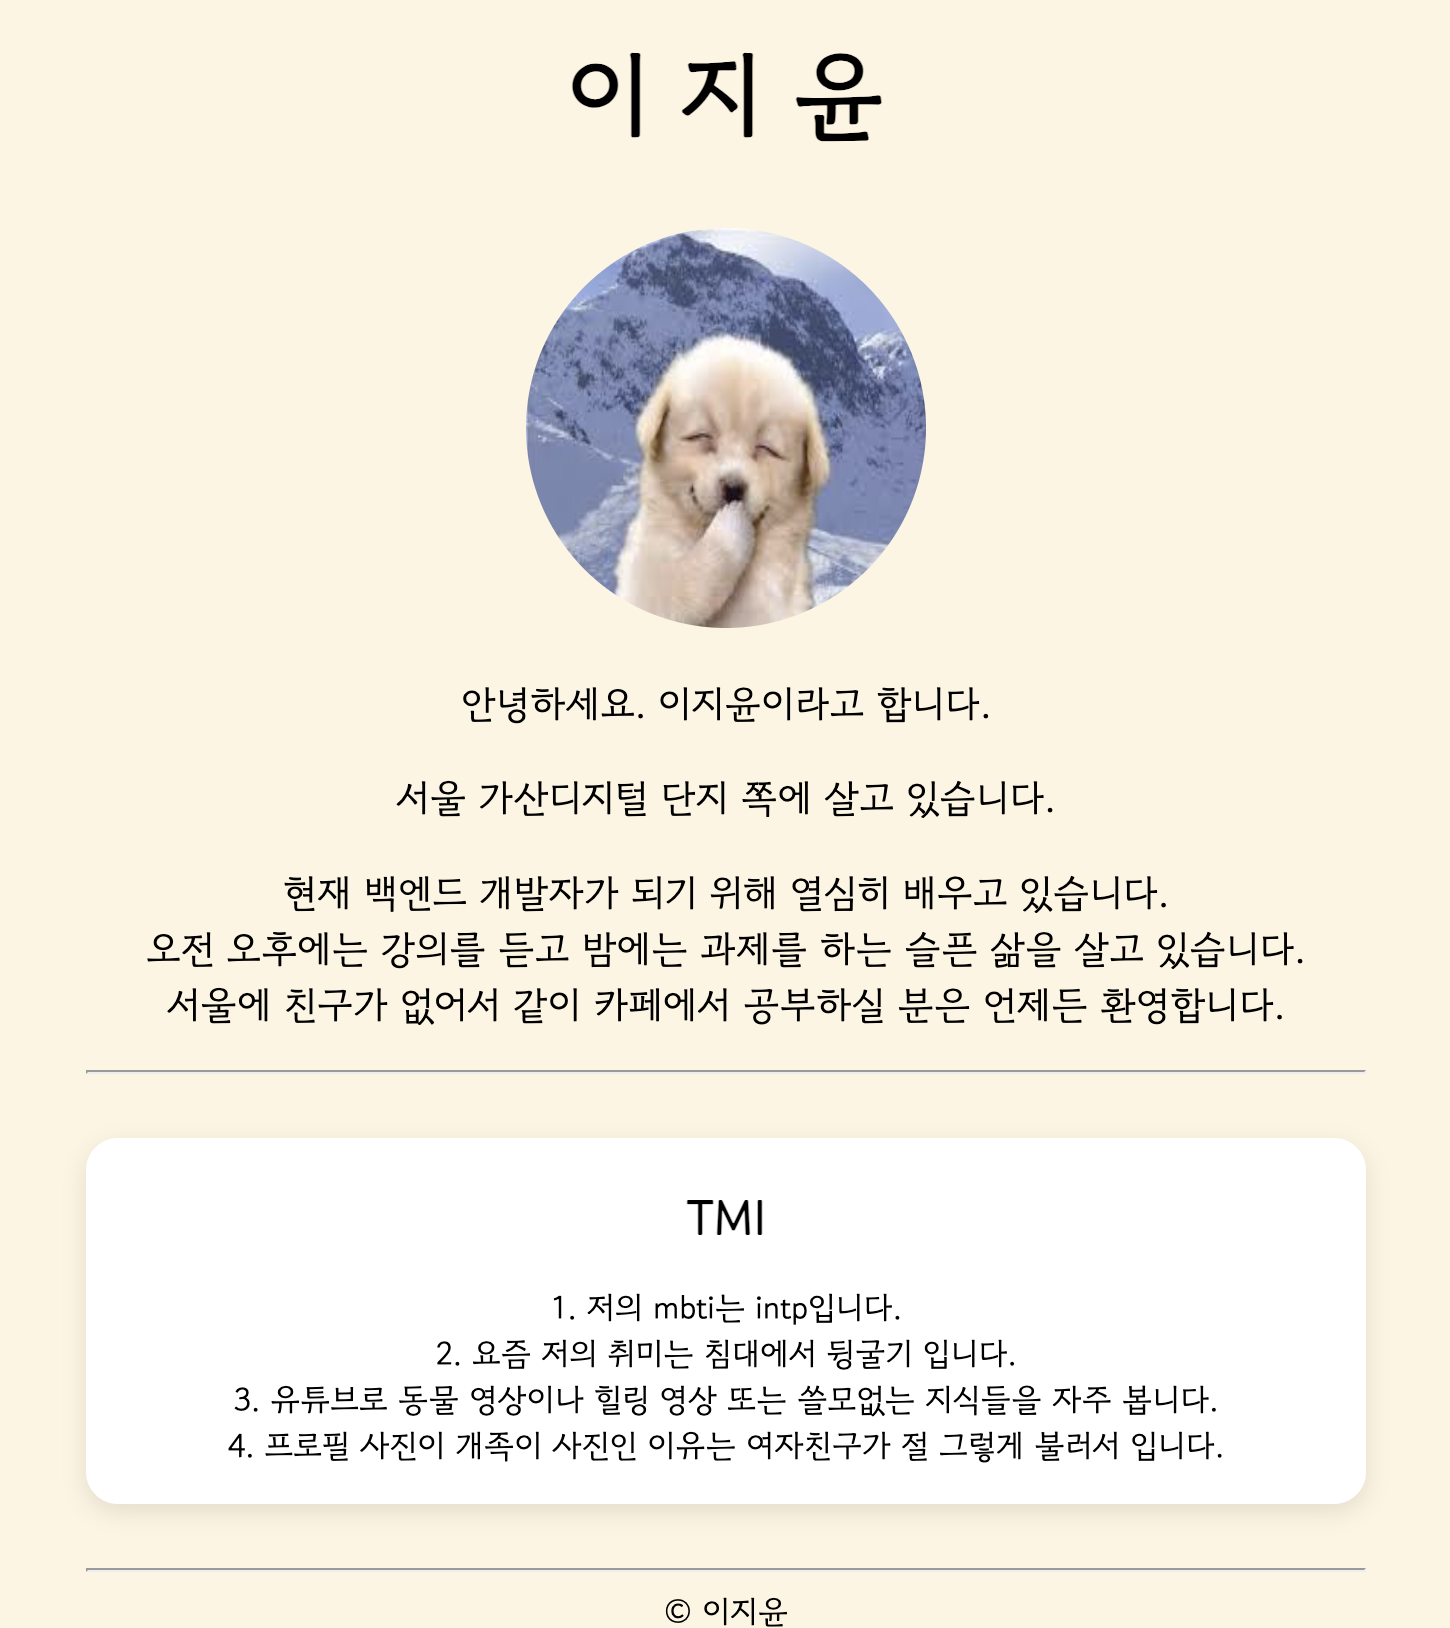 이 지 윤
안녕하세요. 이지윤이라고 합니다.
서울 가산디지털 단지 쪽에 살고 있습니다.
현재 백엔드 개발자가 되기 위해 열심히 배우고 있습니다.
오전 오후에는 강의를 듣고 밤에는 과제를 하는 슬픈 삶을 살고 있습니다.
서울에 친구가 없어서 같이 카페에서 공부하실 분은 언제든 환영합니다.
TMI
1. 저의 mbti는 intp입니다.
2. 요즘 저의 취미는 침대에서 뒹굴기 입니다.
3. 유튜브로 동물 영상이나 힐링 영상 또는 쓸모없는 지식들을 자주 봅니다.
4. 프로필 사진이 개족이 사진인 이유는 여자친구가 절 그렇게 불러서 입니다.
© 이지윤